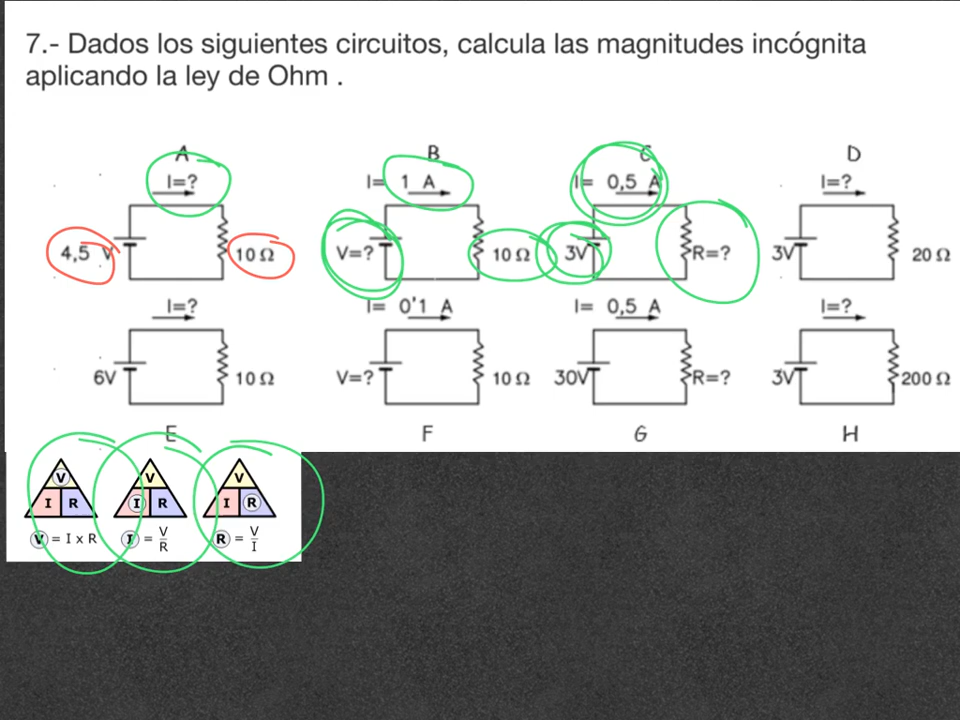 7.- Dados los siguientes circuitos, calcula las magnitudes incógnita
aplicando la ley de Ohm .
A B C D
I=? I= 1 A I= 0,5 A I=?
4,5 V 10 Ω V=? 10 Ω 3V R=? 3V 20 Ω
I=? I= 0'1 A I= 0,5 A I=?
6V 10 Ω V=? 10 Ω 30V R=? 3V 200 Ω
E F G H
V V V
I R I R I R
V = I x R I = V/R R = V/I